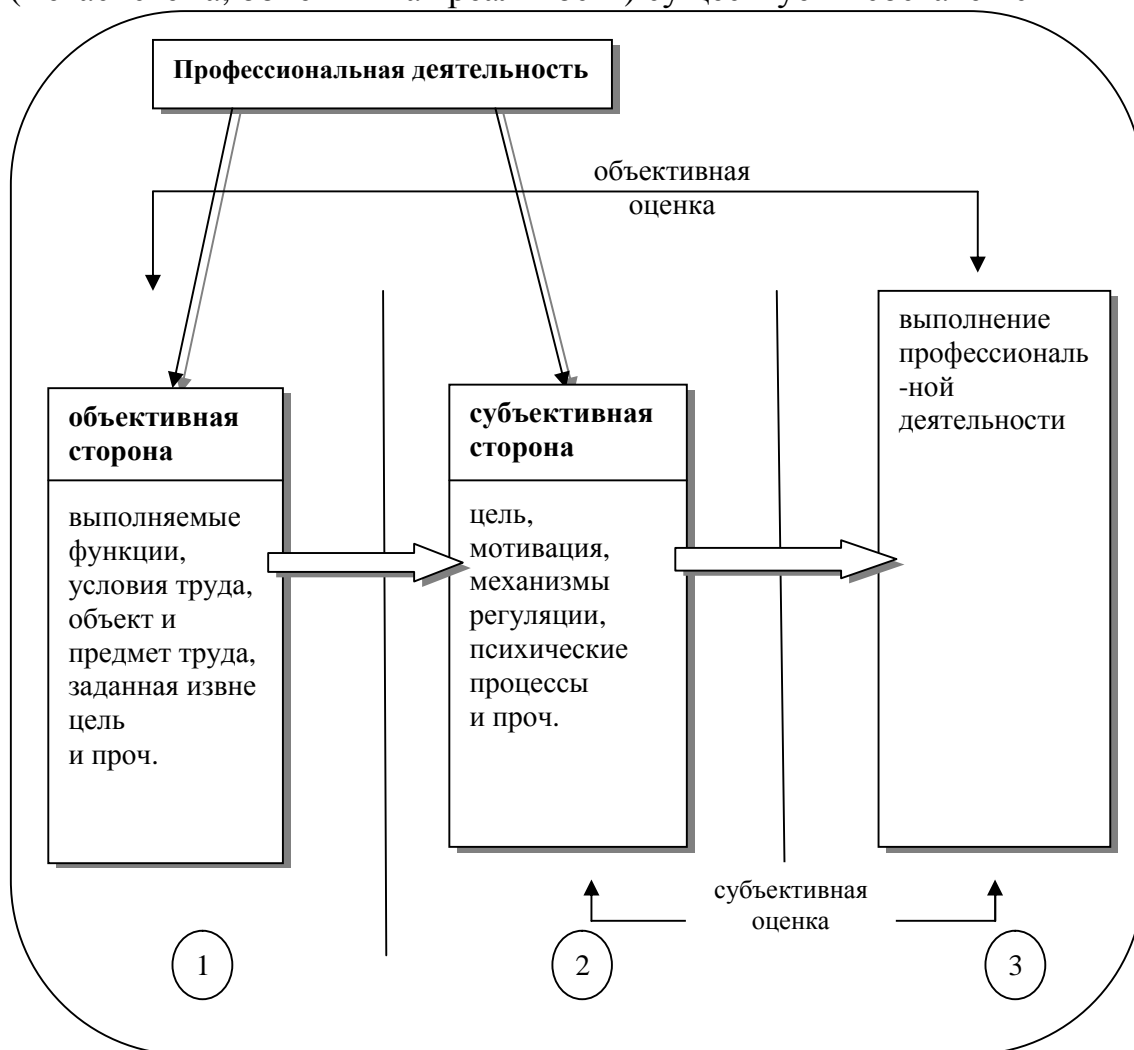 Профессиональная деятельность
объективная
оценка
объективная
сторона
выполняемые
функции,
условия труда,
объект и
предмет труда,
заданная извне
цель
и проч.
субъективная
сторона
цель,
мотивация,
механизмы
регуляции,
психические
процессы
и проч.
выполнение
профессиональ
-ной
деятельности
субъективная
оценка
1
2
3